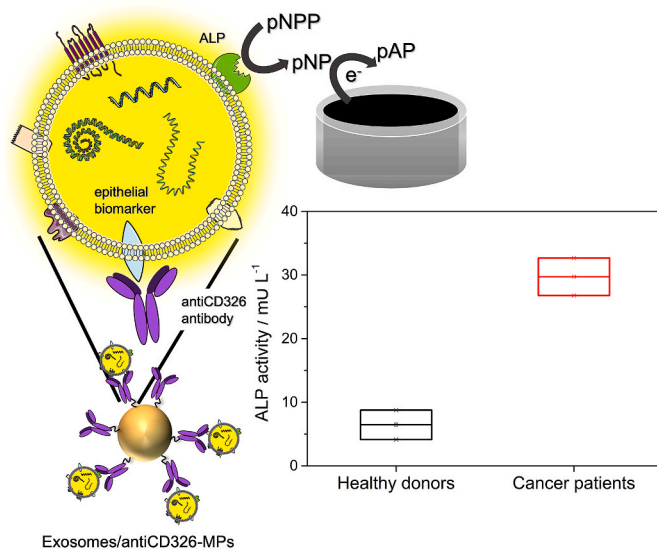 ALP
pNPP
pNP
pAP
e-
epithelial
biomarker
antiCD326
antibody
Exosomes/antiCD326-MPs
ALP activity / mU L-1
40
30
20
10
0
Healthy donors
Cancer patients